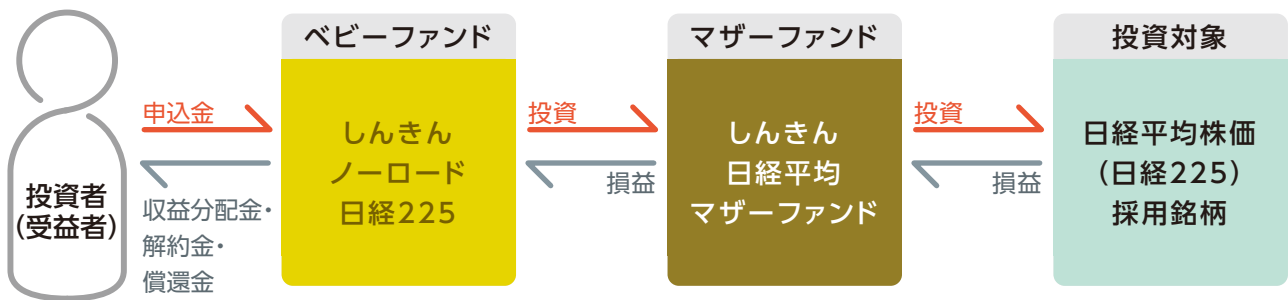 投資者
(受益者)
申込金
収益分配金・
解約金・
償還金
ベビーファンド
しんきん
ノーロード
日経225
投資
損益
マザーファンド
しんきん
日経平均
マザーファンド
投資
損益
投資対象
日経平均株価
(日経225)
採用銘柄